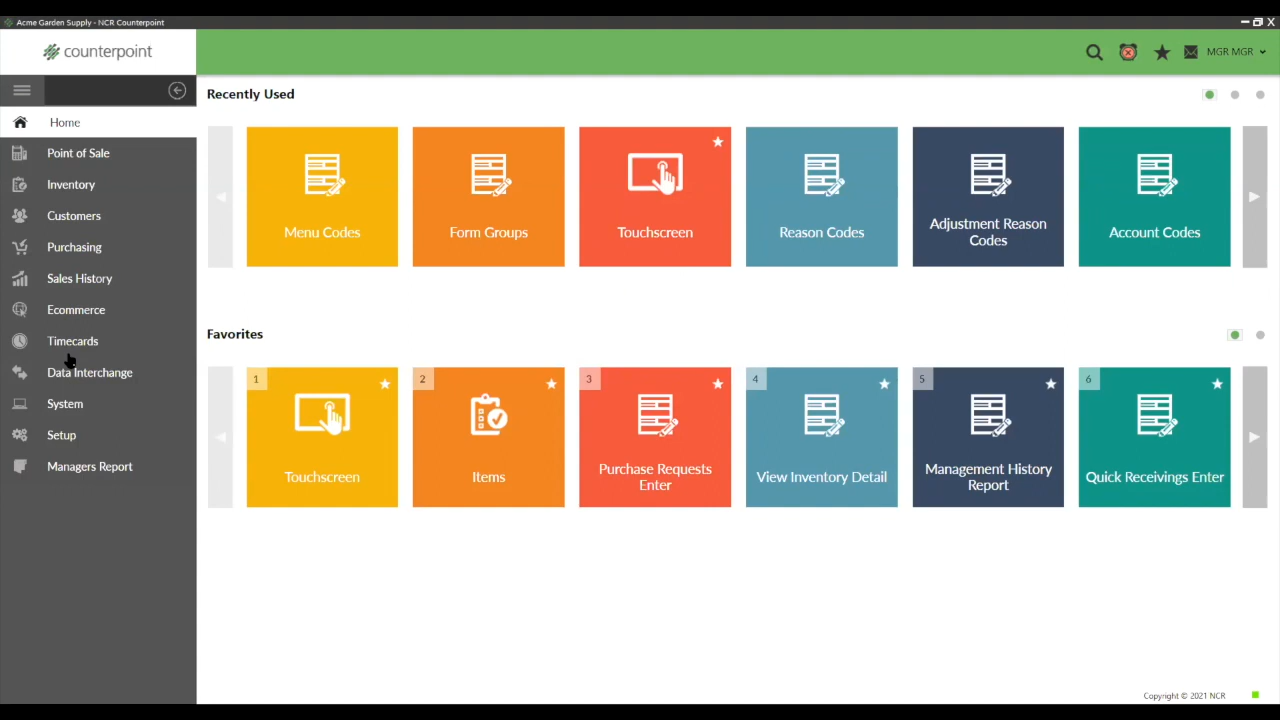 Acme Garden Supply - NCR Counterpoint
counterpoint
MGR MGR
Home
Point of Sale
Inventory
Customers
Purchasing
Sales History
Ecommerce
Timecards
Data Interchange
System
Setup
Managers Report
Recently Used
Menu Codes
Form Groups
Touchscreen
Reason Codes
Adjustment Reason
Codes
Account Codes
Favorites
1
Touchscreen
2
Items
3
Purchase Requests
Enter
4
View Inventory Detail
5
Management History
Report
6
Quick Receivings Enter
Copyright © 2021 NCR